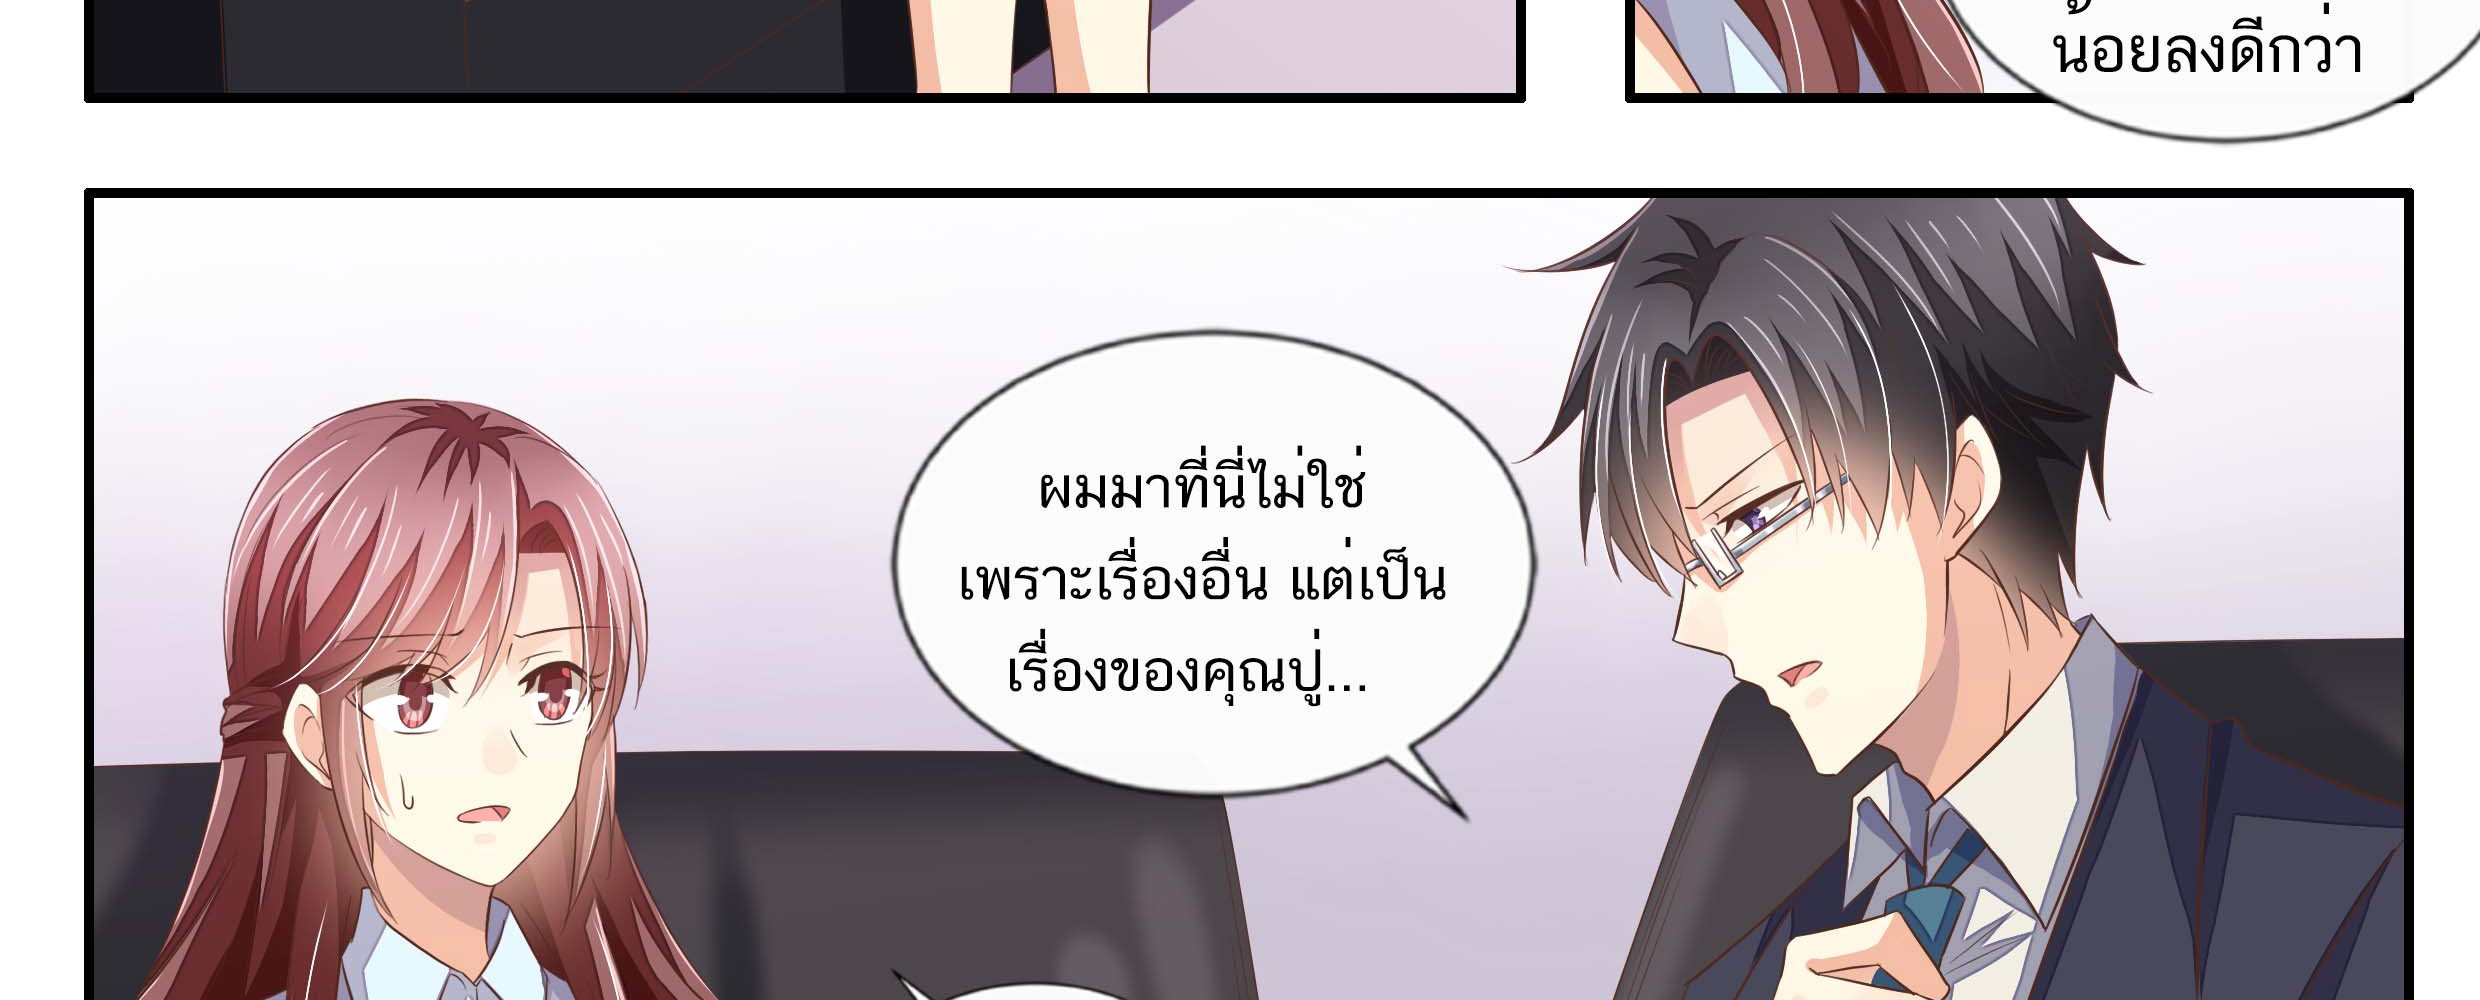 น้อยลงดีกว่า
ผมมาที่นี่ไม่ใช่
เพราะเรื่องอื่น แต่เป็น
เรื่องของคุณปู่...